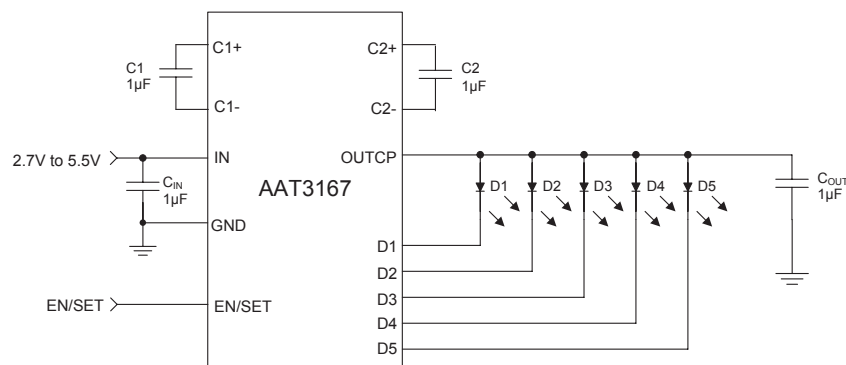 C1+
C2+
C1
1µF
C2
1µF
C1-
C2-
2.7V to 5.5V
IN
OUTCP
CIN
1µF
AAT3167
D1
D2
D3
D4
D5
COUT
1µF
GND
D1
D2
EN/SET
EN/SET
D3
D4
D5